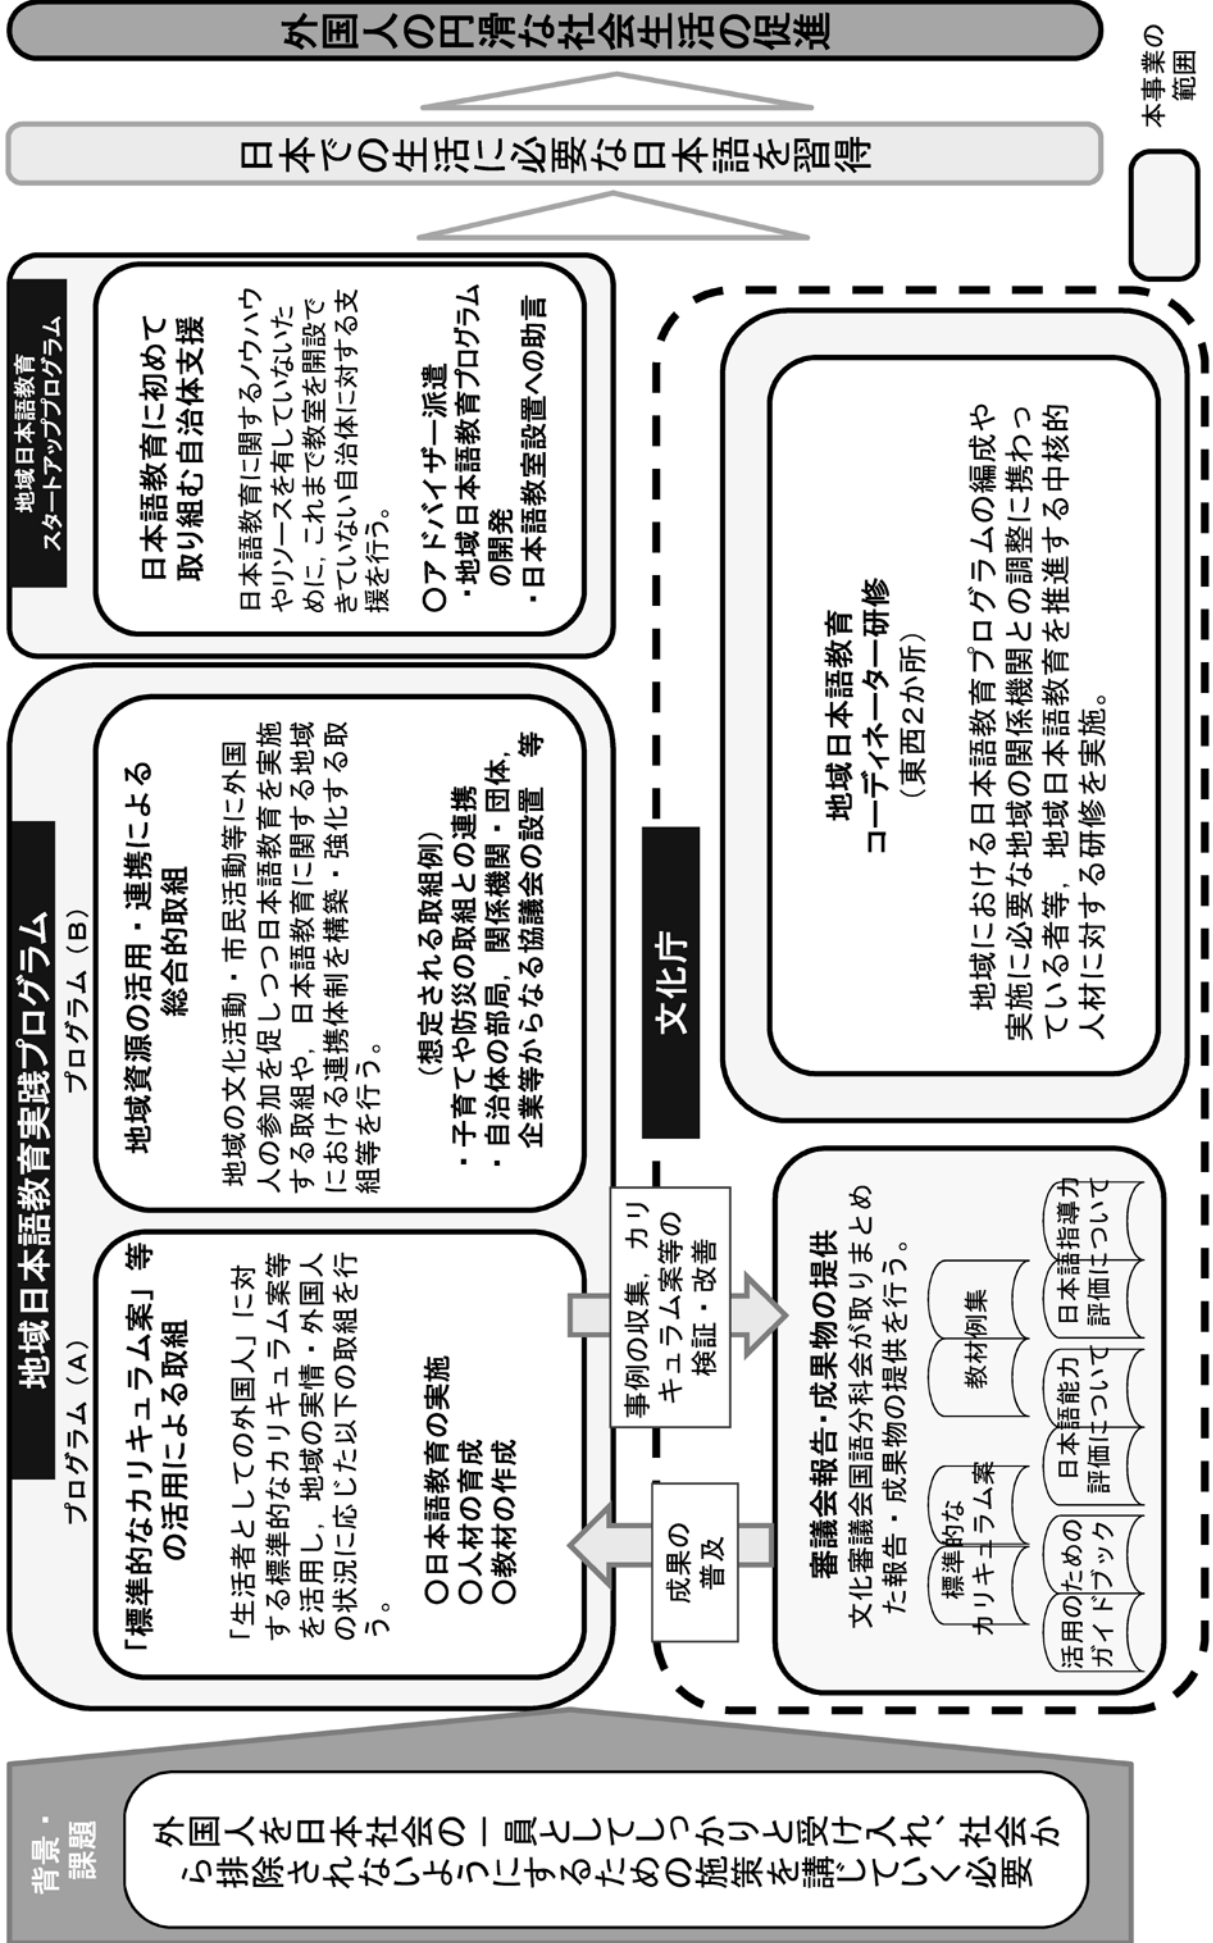 背景・
課題
外国人を日本社会の一員としてしっかりと受け入れ、社会か
ら排除されないようにするための施策を講じていく必要
地域日本語教育実践プログラム
プログラム（A）
「標準的なカリキュラム案」等
の活用による取組
「生活者としての外国人」に対
する標準的なカリキュラム案等
を活用し，地域の実情・外国人
の状況に応じた以下の取組を行
う。
〇日本語教育の実施
〇人材の育成
〇教材の作成
プログラム（B）
地域資源の活用・連携による
総合的取組
地域の文化活動・市民活動等に外国
人の参加を促しつつ日本語教育を実施
する取組や，日本語教育に関する地域
における連携体制を構築・強化する取
組等を行う。
（想定される取組例）
・子育てや防災の取組との連携
・自治体の部局，関係機関・団体，
企業等からなる協議会の設置　等
地域日本語教育
スタートアッププログラム
日本語教育に初めて
取り組む自治体支援
日本語教育に関するノウハウ
やリソースを有していないた
めに，これまで教室を開設で
きていない自治体に対する支
援を行う。
〇アドバイザー派遣
・地域日本語教育プログラム
の開発
・日本語教室設置への助言
成果の
普及
事例の収集，カリ
キュラム案等の
検証・改善
文化庁
審議会報告・成果物の提供
文化審議会国語分科会が取りまとめ
た報告・成果物の提供を行う。
標準的な
カリキュラム案
教材例集
活用のための
ガイドブック
日本語能力
評価について
日本語指導力
評価について
地域日本語教育
コーディネーター研修
（東西２か所）
地域における日本語教育プログラムの編成や
実施に必要な地域の関係機関との調整に携わっ
ている者等，地域日本語教育を推進する中核的
人材に対する研修を実施。
日本での生活に必要な日本語を習得
外国人の円滑な社会生活の促進
本事業の
範囲